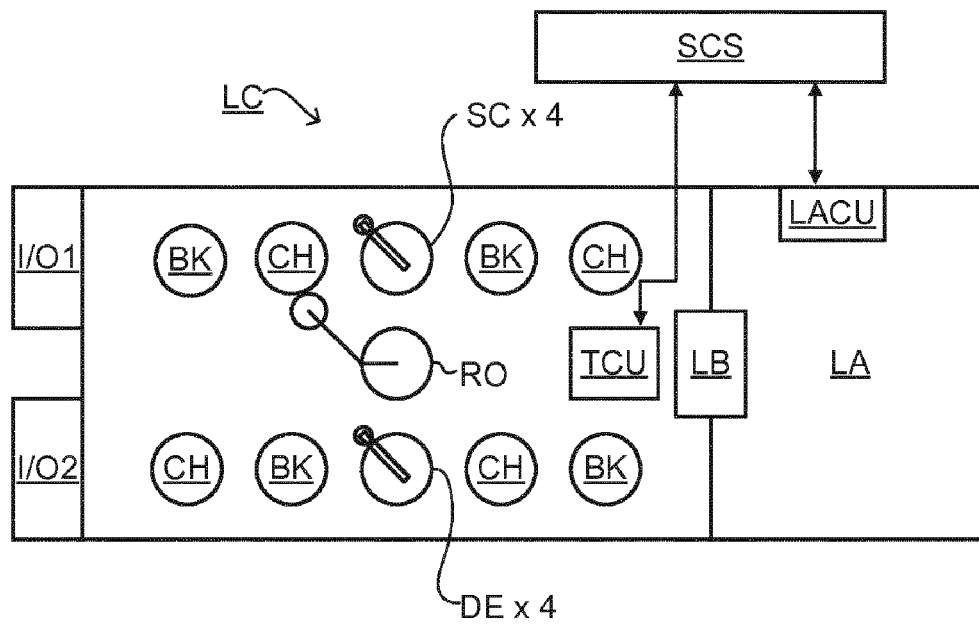 SCS
LC
SC x 4
I/O1
BK
CH
BK
CH
LACU
RO
TCU
LB
LA
I/O2
CH
BK
CH
BK
DE x 4